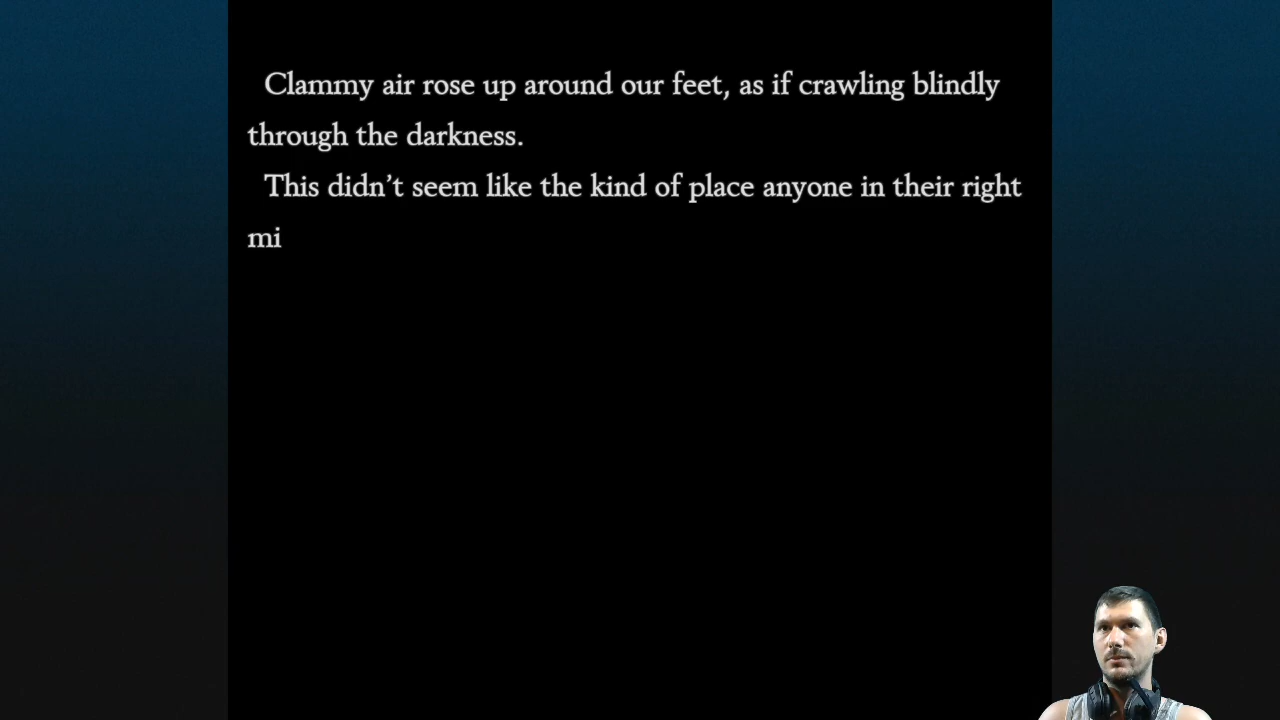 Clammy air rose up around our feet, as if crawling blindly
through the darkness.
This didn’t seem like the kind of place anyone in their right
mi